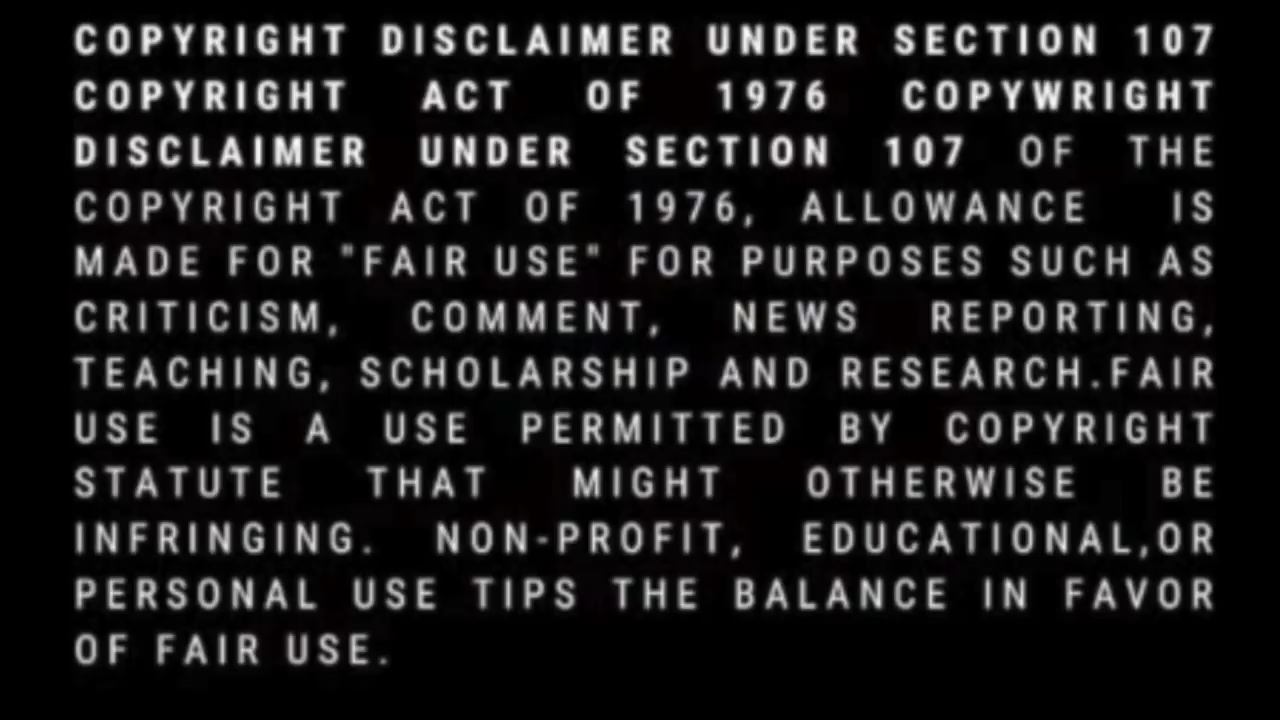 COPYRIGHT DISCLAIMER UNDER SECTION 107
COPYRIGHT ACT OF 1976 COPYWRIGHT
DISCLAIMER UNDER SECTION 107 OF THE
COPYRIGHT ACT OF 1976, ALLOWANCE IS
MADE FOR "FAIR USE" FOR PURPOSES SUCH AS
CRITICISM, COMMENT, NEWS REPORTING,
TEACHING, SCHOLARSHIP AND RESEARCH.FAIR
USE IS A USE PERMITTED BY COPYRIGHT
STATUTE THAT MIGHT OTHERWISE BE
INFRINGING. NON-PROFIT, EDUCATIONAL,OR
PERSONAL USE TIPS THE BALANCE IN FAVOR
OF FAIR USE.